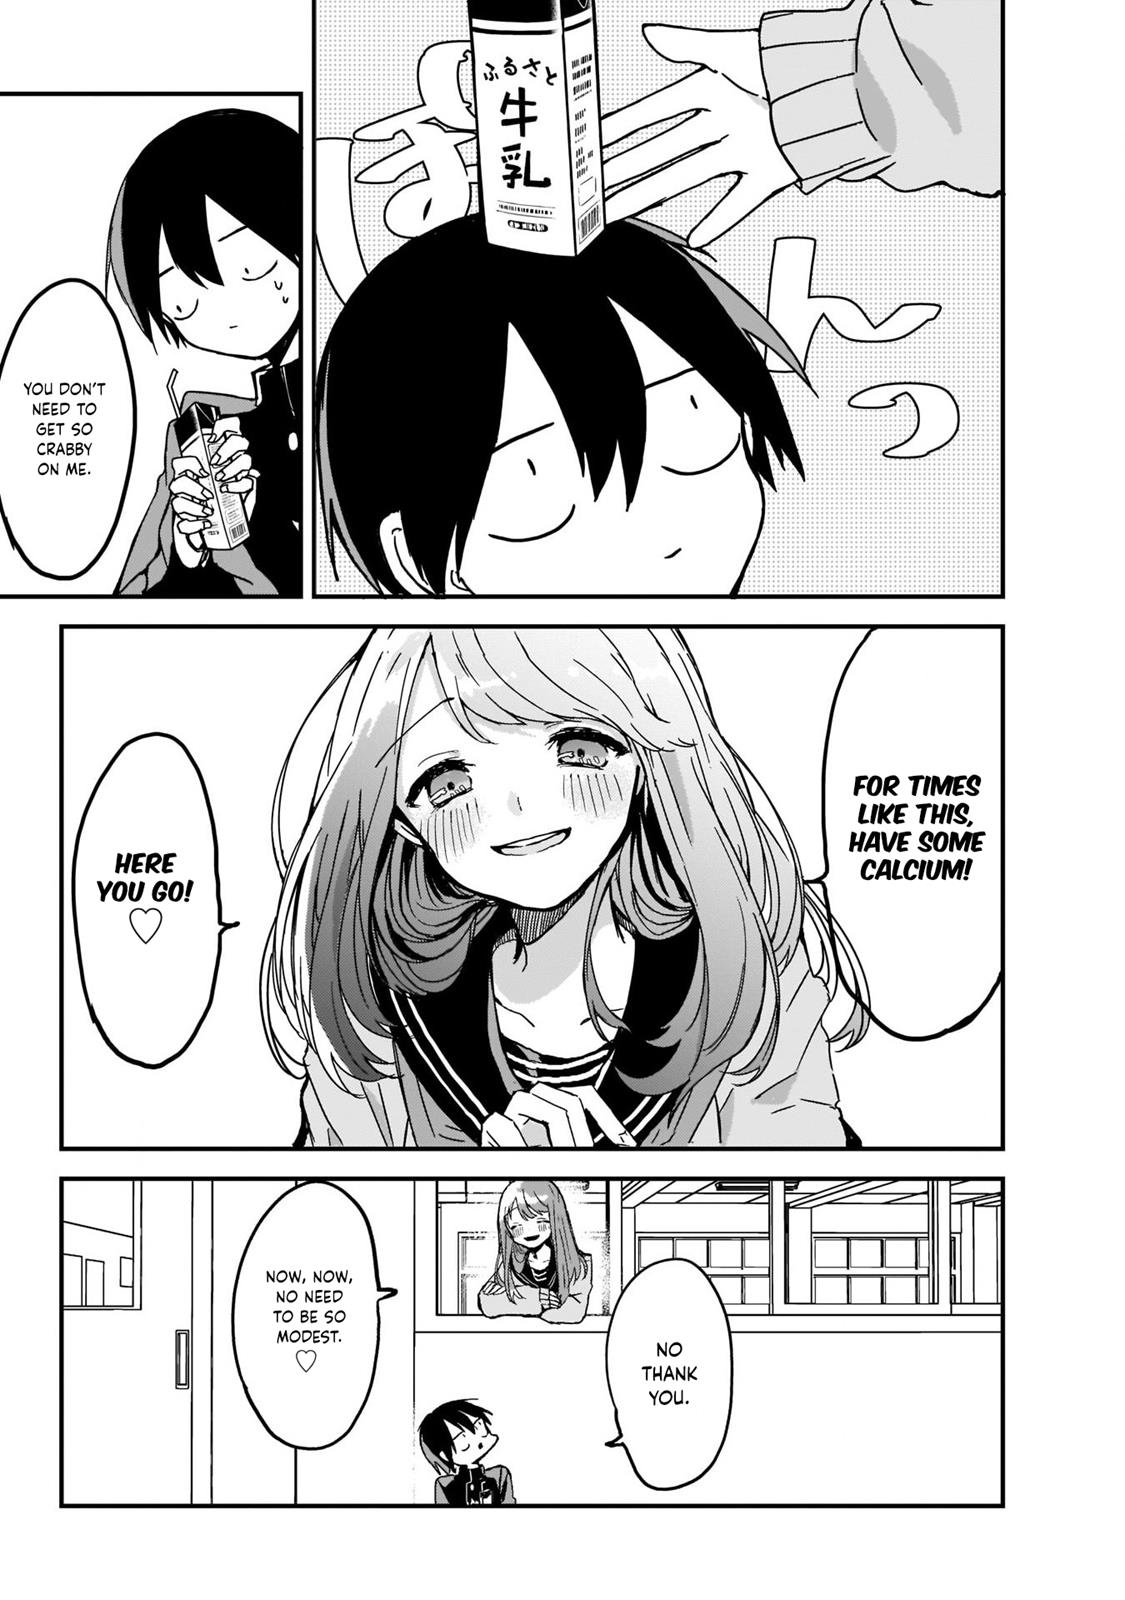 ふるさと
牛乳
YOU DON'T
NEED TO
GET SO
CRABBY
ON ME.
FOR TIMES
LIKE THIS,
HAVE SOME
CALCIUM!
HERE
YOU GO!
♡
NO
THANK
YOU.
NOW, NOW,
NO NEED
TO BE SO
MODEST.
♡